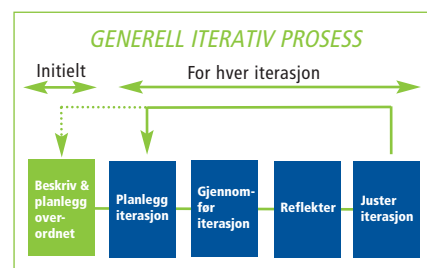 GENERELL ITERATIV PROSESS
Initielt
For hver iterasjon
Beskriv &
planlegg
over-
ordnet
Planlegg
iterasjon
Gjennom-
før
iterasjon
Reflekter
Juster
iterasjon